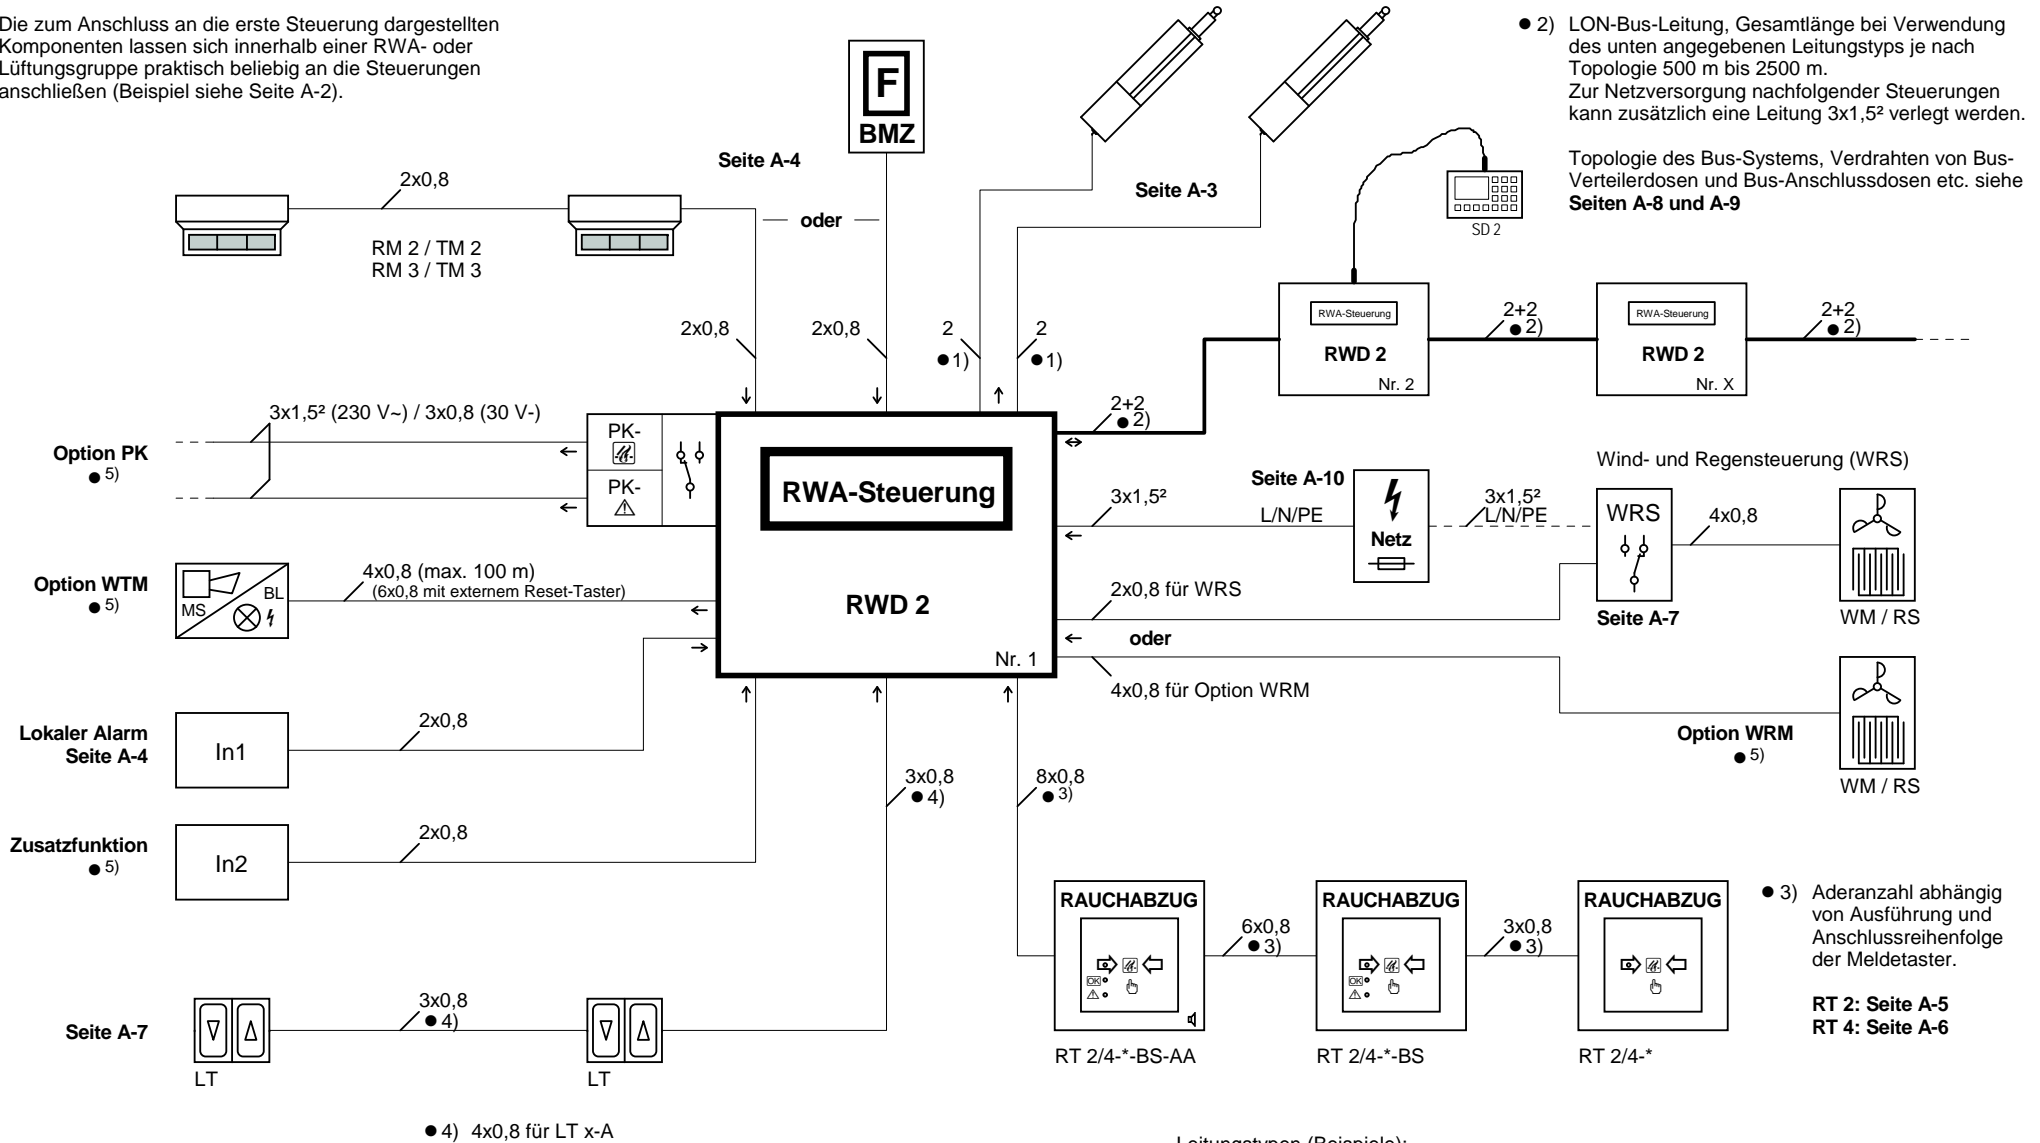 Die zum Anschluss an die erste Steuerung dargestellten
Komponenten lassen sich innerhalb einer RWA- oder
Lüftungsgruppe praktisch beliebig an die Steuerungen
anschließen (Beispiel siehe Seite A-2).
F
BMZ
● 2) LON-Bus-Leitung, Gesamtlänge bei Verwendung
des unten angegebenen Leitungstyps je nach
Topologie 500 m bis 2500 m.
Zur Netzversorgung nachfolgender Steuerungen
kann zusätzlich eine Leitung 3x1,5² verlegt werden.
Topologie des Bus-Systems, Verdrahten von Bus-
Verteilerdosen und Bus-Anschlussdosen etc. siehe
Seiten A-8 und A-9
Seite A-4
Seite A-3
2x0,8
oder
SD 2
RM 2 / TM 2
RM 3 / TM 3
2x0,8
2x0,8
2
● 1)
2
● 1)
RWA-Steuerung
RWD 2
Nr. 2
2+2
● 2)
RWA-Steuerung
RWD 2
Nr. X
2+2
● 2)
2+2
● 2)
3x1,5² (230 V~) / 3x0,8 (30 V-)
Option PK
● 5)
PK-
PK-
RWA-Steuerung
RWD 2
Nr. 1
Seite A-10
3x1,5²
L/N/PE
Netz
3x1,5²
L/N/PE
Wind- und Regensteuerung (WRS)
WRS
4x0,8
Seite A-7
WM / RS
Option WTM
● 5)
MS
BL
4x0,8 (max. 100 m)
(6x0,8 mit externem Reset-Taster)
2x0,8 für WRS
oder
4x0,8 für Option WRM
Option WRM
● 5)
WM / RS
Lokaler Alarm
Seite A-4
In1
2x0,8
Zusatzfunktion
● 5)
In2
2x0,8
3x0,8
● 4)
8x0,8
● 3)
RAUCHABZUG
OK
RT 2/4-*-BS-AA
6x0,8
● 3)
RAUCHABZUG
OK
RT 2/4-*-BS
3x0,8
● 3)
RAUCHABZUG
RT 2/4-*
● 3) Aderanzahl abhängig
von Ausführung und
Anschlussreihenfolge
der Meldetaster.
RT 2: Seite A-5
RT 4: Seite A-6
Seite A-7
LT
3x0,8
● 4)
LT
● 4) 4x0,8 für LT x-A
Leitungstypen (Beispiele):